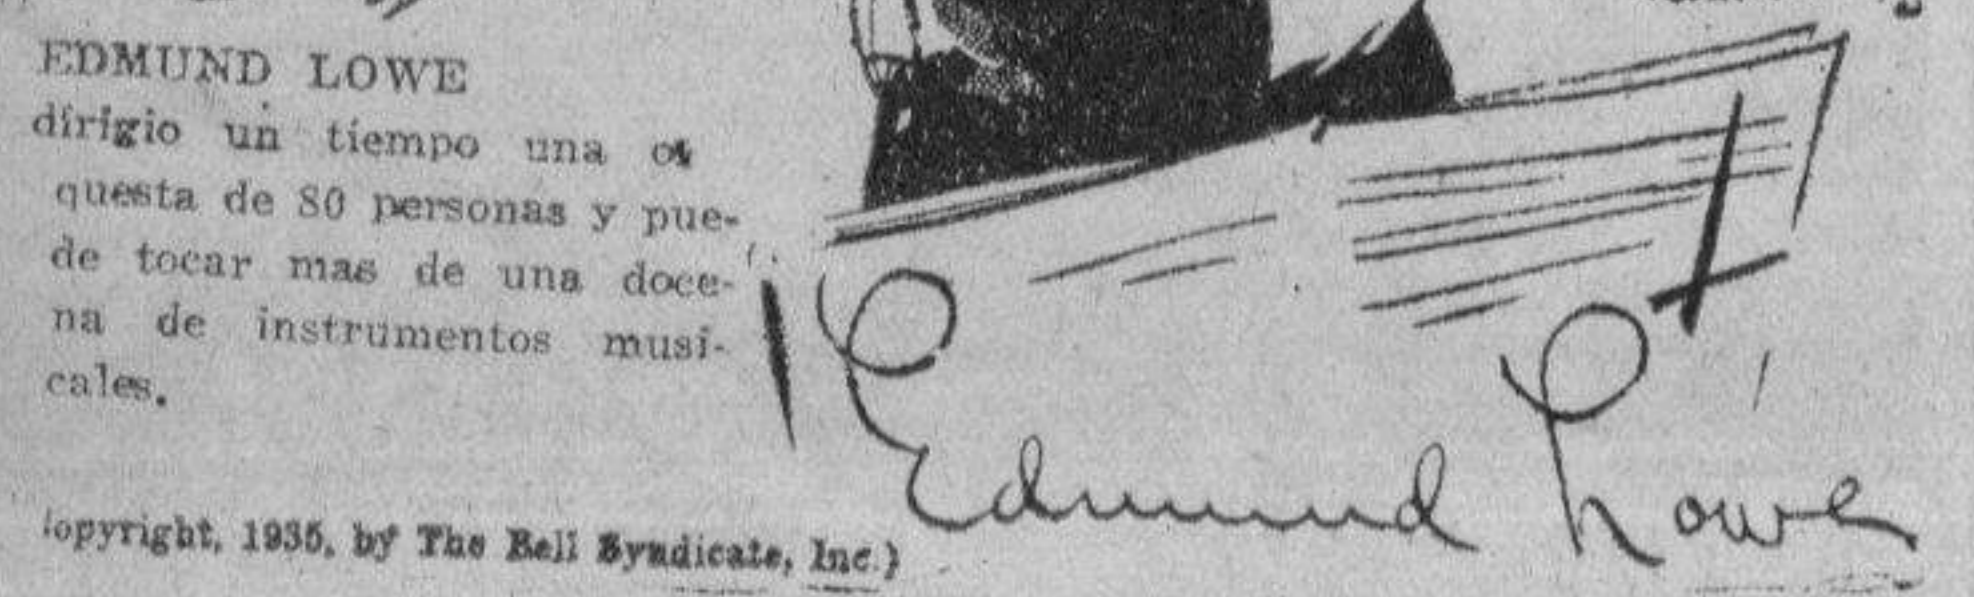 EDMUND LOWE
dirigio un tiempo una or
questa de 80 personas y pue-
de tocar mas de una doce-
na de instrumentos musi-
cales.
opyright, 1935, by The Bell Syndicate, Inc.)
Edmund Lowe